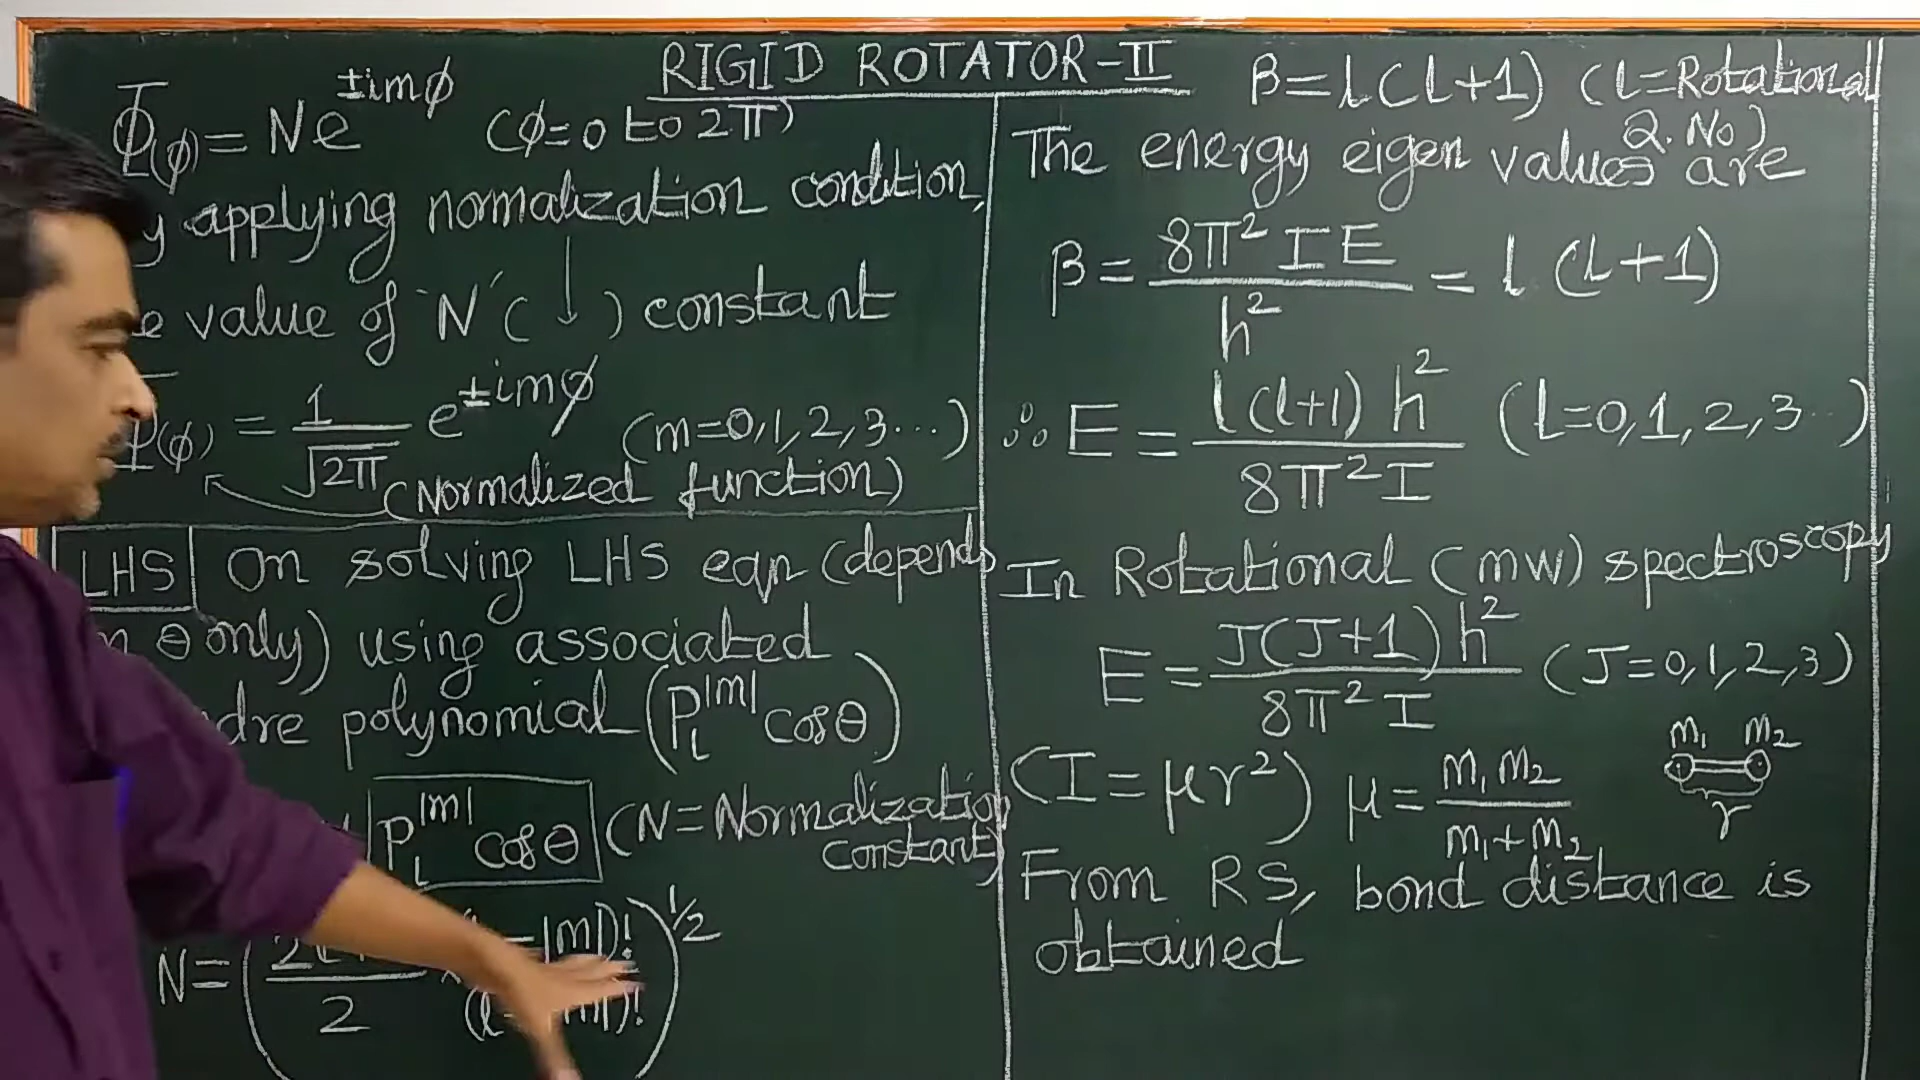 RIGID ROTATOR-II
Φ(φ) = Ne^±imφ (φ=0 to 2π)
y applying normalization condition,
e value of 'N' (↓) constant
Φ(φ) = 1/√2π e^±imφ (m=0,1,2,3...)
(Normalized function)
LHS On solving LHS eqn (depends
n θ only) using associated
dre polynomial (P_l^|m| cosθ)
P_l^|m| cosθ (N=Normalization
constant)
N= ( 2 / 2 -|m|)! / (l |m|)! )^1/2
β=l(l+1) (l=Rotational
Q.No)
The energy eigen values are
β = 8π² I E / h² = l (l+1)
∴ E = l(l+1) h² / 8π² I (l=0,1,2,3..)
In Rotational (mw) spectroscopy
E = J(J+1) h² / 8π² I (J=0,1,2,3)
(I=μr²) μ = m₁m₂ / m₁+m₂
m₁ m₂
r
From RS, bond distance is
obtained